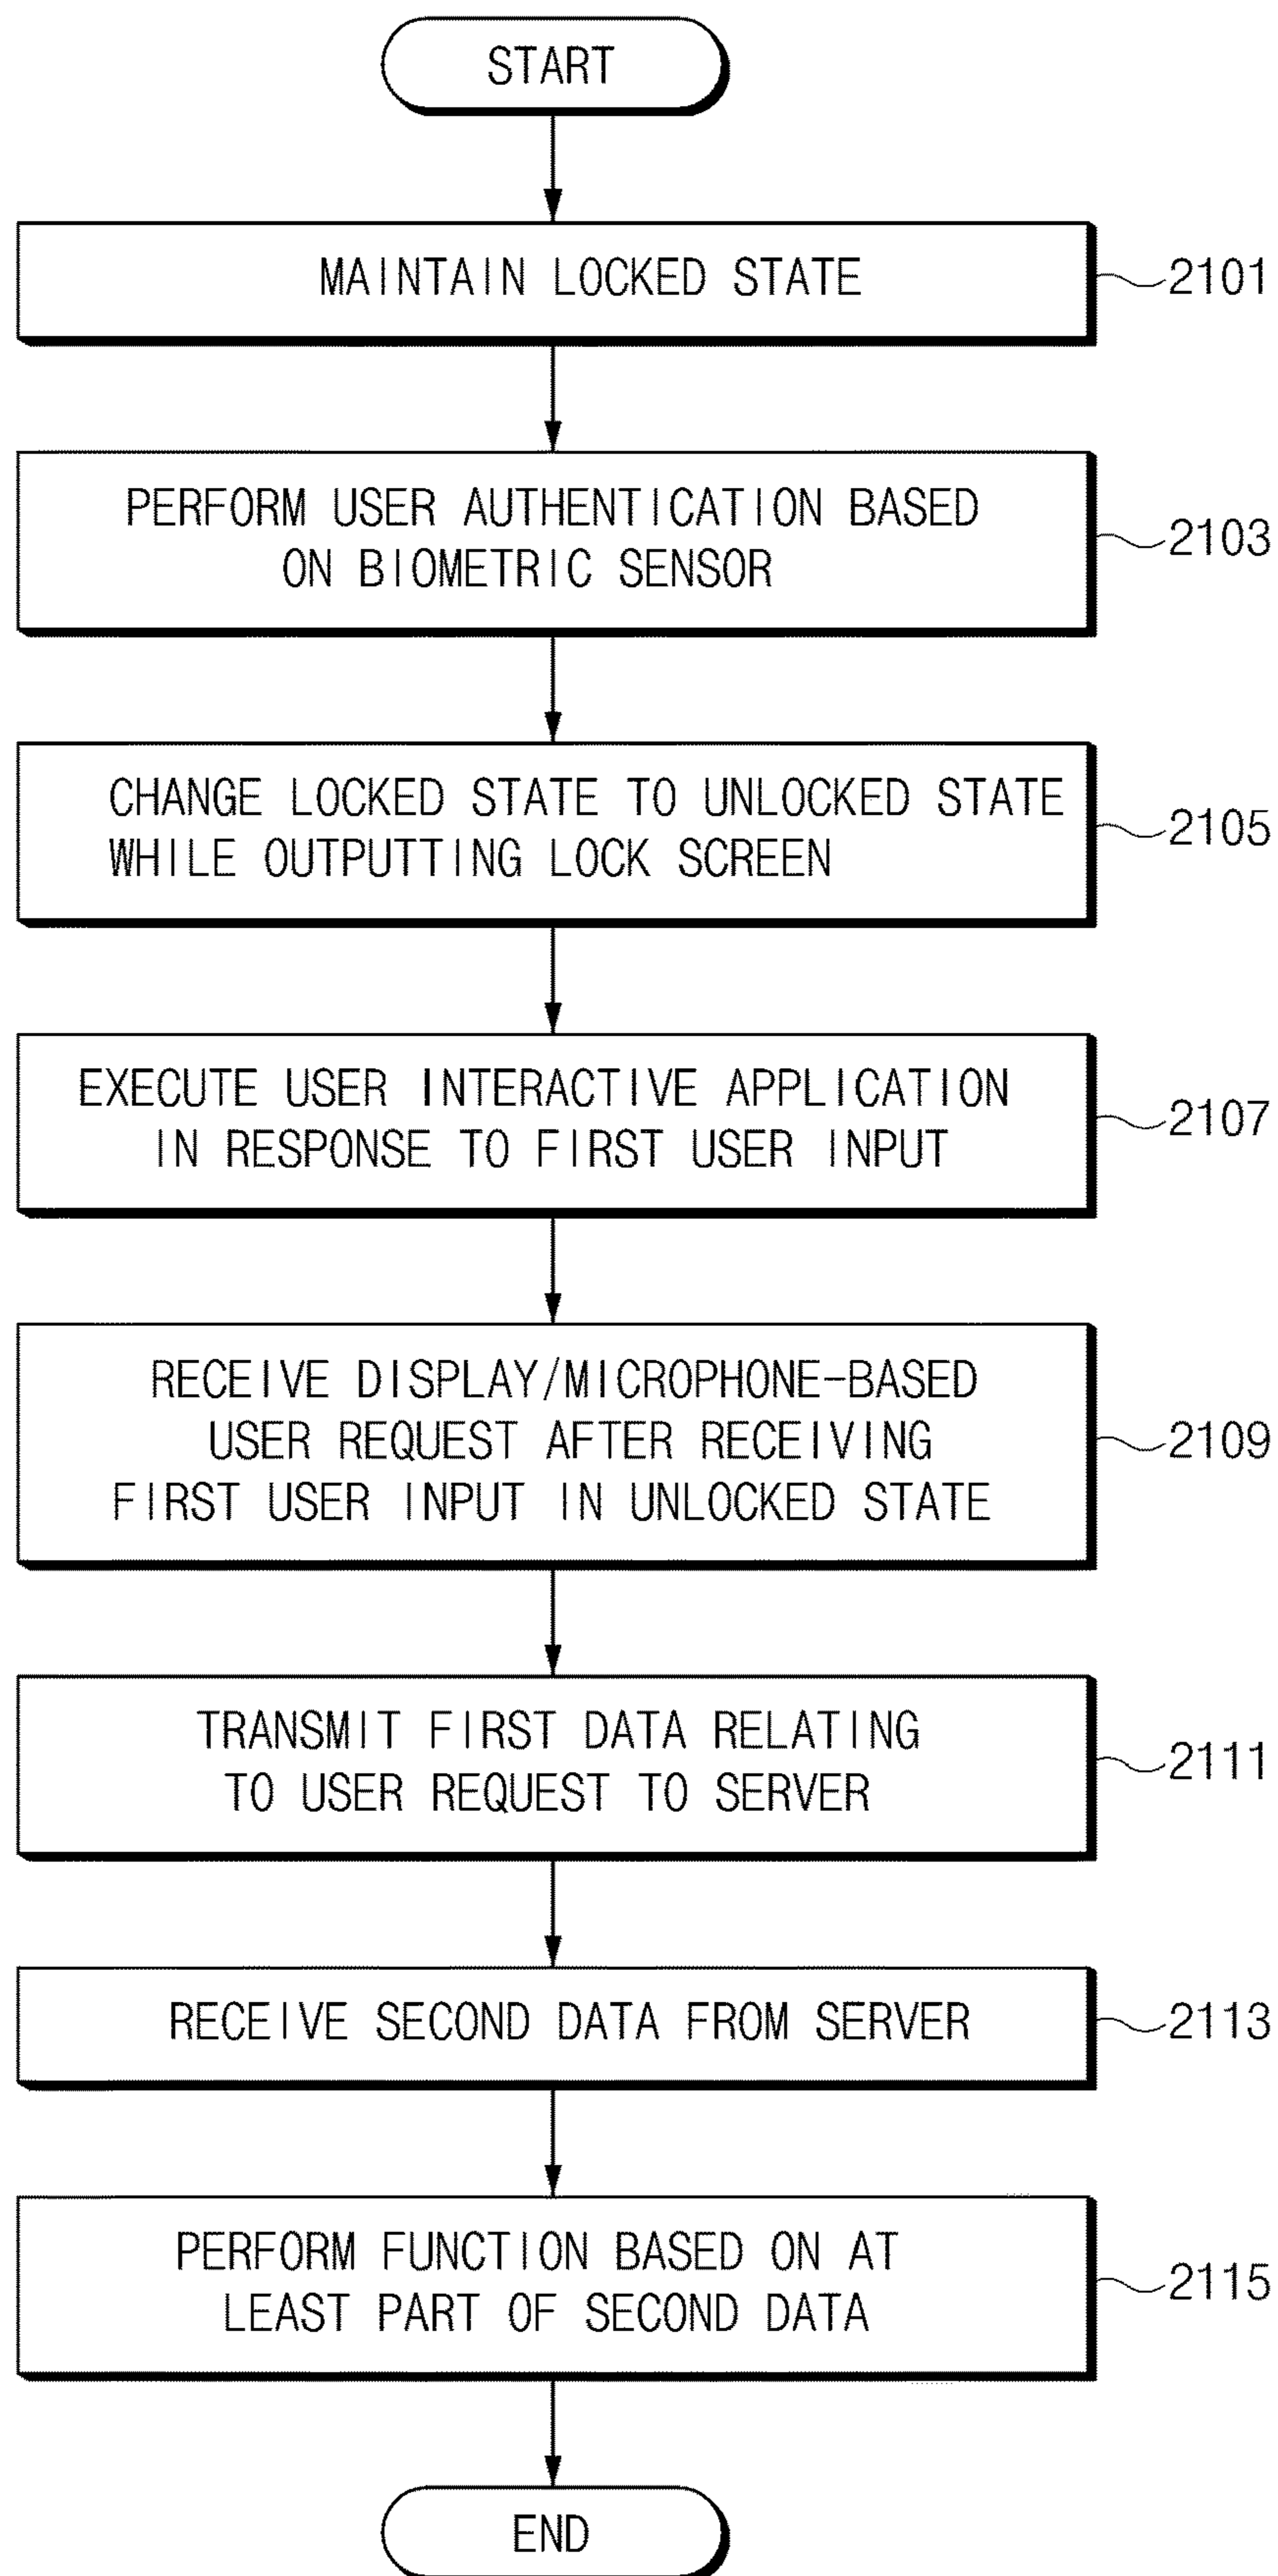 START
MAINTAIN LOCKED STATE
2101
PERFORM USER AUTHENTICATION BASED
ON BIOMETRIC SENSOR
2103
CHANGE LOCKED STATE TO UNLOCKED STATE
WHILE OUTPUTTING LOCK SCREEN
2105
EXECUTE USER INTERACTIVE APPLICATION
IN RESPONSE TO FIRST USER INPUT
2107
RECEIVE DISPLAY/MICROPHONE-BASED
USER REQUEST AFTER RECEIVING
FIRST USER INPUT IN UNLOCKED STATE
2109
TRANSMIT FIRST DATA RELATING
TO USER REQUEST TO SERVER
2111
RECEIVE SECOND DATA FROM SERVER
2113
PERFORM FUNCTION BASED ON AT
LEAST PART OF SECOND DATA
2115
END